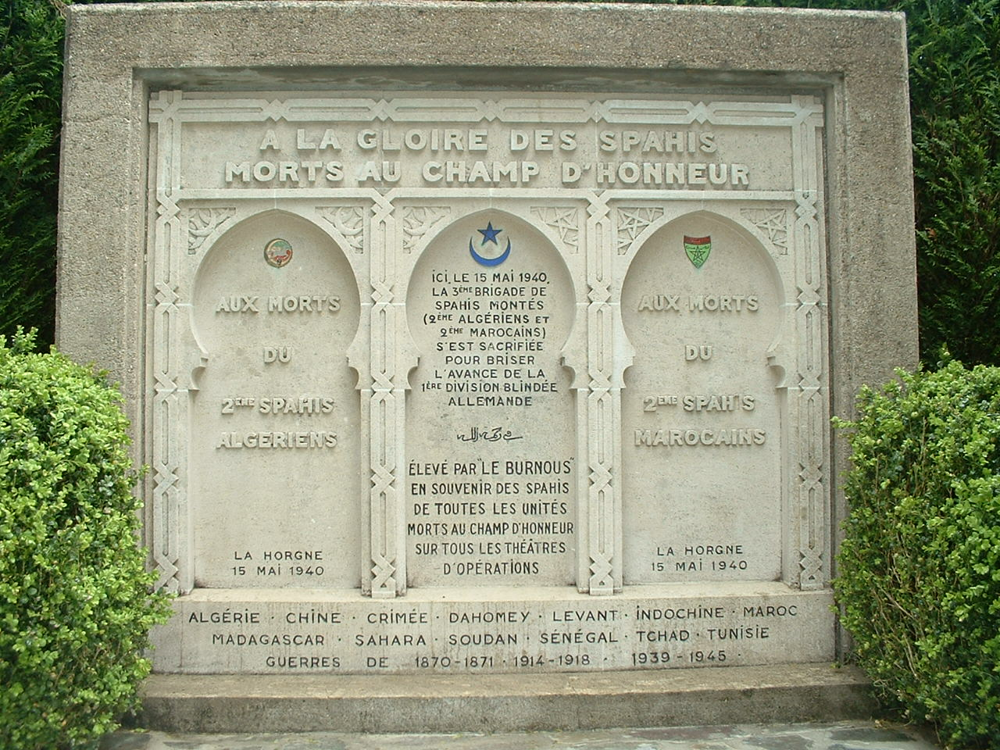 A LA GLOIRE DES SPAHIS
MORTS AU CHAMP D'HONNEUR
AUX MORTS
DU
2ÈME SPAHIS
ALGERIENS
LA HORGNE
15 MAI 1940
ICI, LE 15 MAI 1940,
LA 3ÈME BRIGADE DE
SPAHIS MONTÉS
(2ÈME ALGÉRIENS ET
2ÈME MAROCAINS)
S'EST SACRIFIÉE
POUR BRISER
L'AVANCE DE LA
1ÈRE DIVISION BLINDÉE
ALLEMANDE
ÉLEVÉ PAR "LE BURNOUS"
EN SOUVENIR DES SPAHIS
DE TOUTES LES UNITÉS
MORTS AU CHAMP D'HONNEUR
SUR TOUS LES THÉÂTRES
D'OPÉRATIONS
AUX MORTS
DU
2ÈME SPAHIS
MAROCAINS
LA HORGNE
15 MAI 1940
ALGÉRIE · CHINE · CRIMÉE · DAHOMEY · LEVANT · INDOCHINE · MAROC
MADAGASCAR · SAHARA · SOUDAN · SÉNÉGAL · TCHAD · TUNISIE
GUERRES DE 1870-1871 · 1914-1918 · 1939-1945